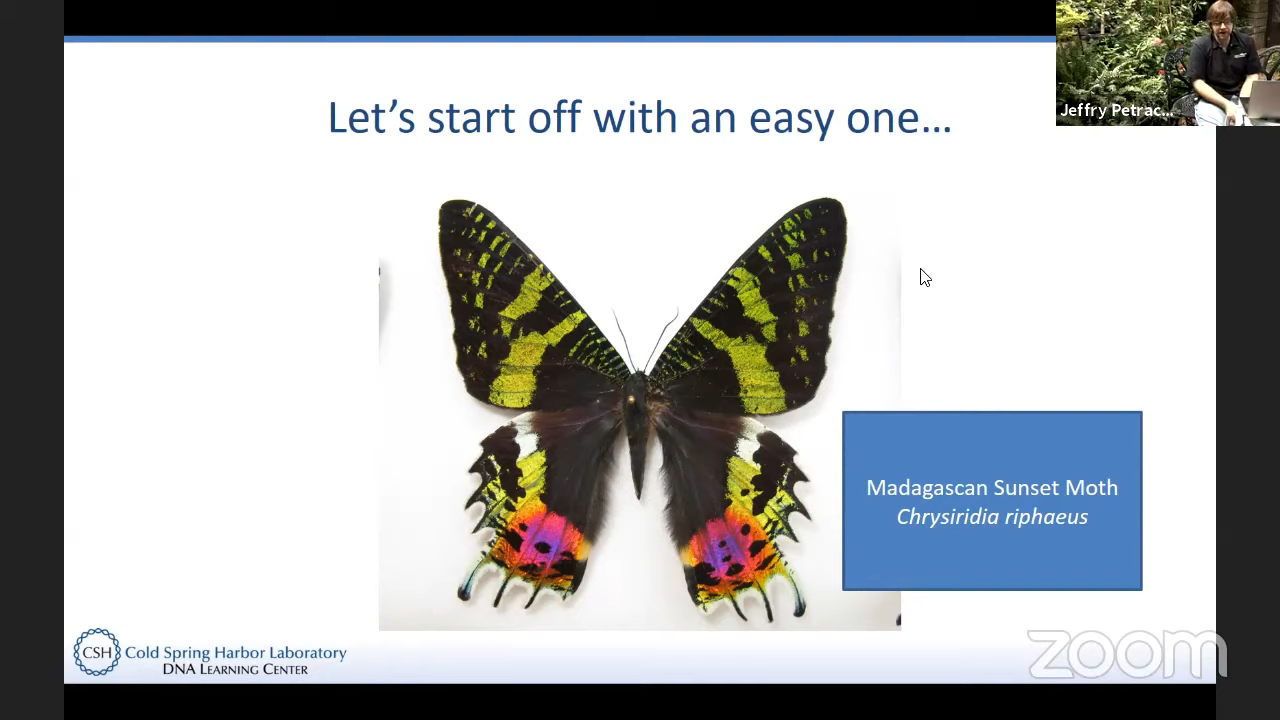 Let's start off with an easy one…
Jeffry Petrac...
Madagascan Sunset Moth
Chrysiridia riphaeus
CSH Cold Spring Harbor Laboratory
DNA LEARNING CENTER
zoom